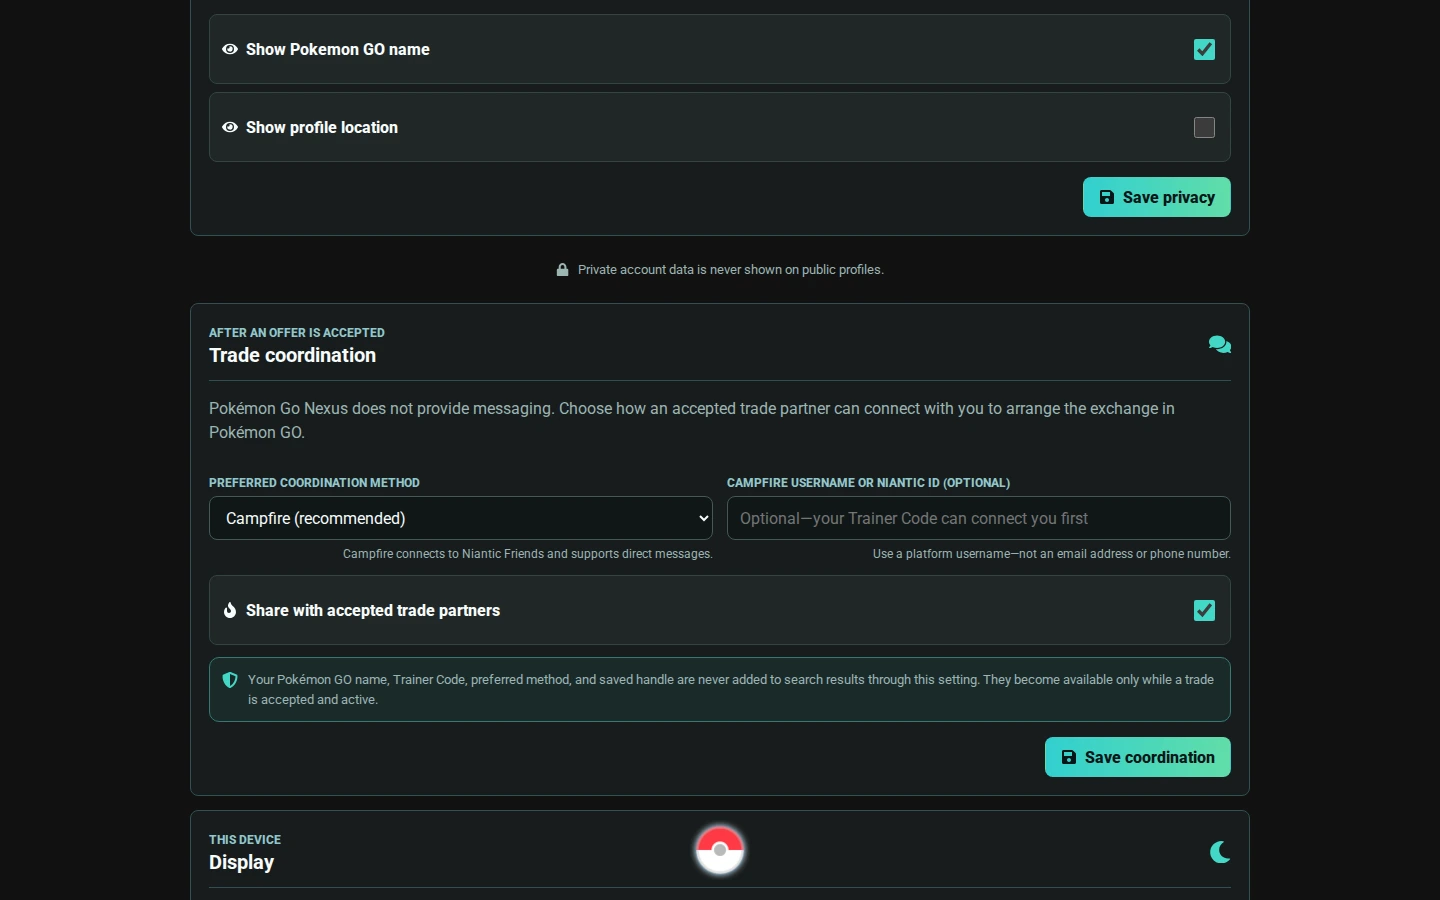 Show Pokemon GO name
Show profile location
Save privacy
Private account data is never shown on public profiles.
AFTER AN OFFER IS ACCEPTED
Trade coordination
Pokémon Go Nexus does not provide messaging. Choose how an accepted trade partner can connect with you to arrange the exchange in
Pokémon GO.
PREFERRED COORDINATION METHOD
Campfire (recommended)
Campfire connects to Niantic Friends and supports direct messages.
CAMPFIRE USERNAME OR NIANTIC ID (OPTIONAL)
Optional—your Trainer Code can connect you first
Use a platform username—not an email address or phone number.
Share with accepted trade partners
Your Pokémon GO name, Trainer Code, preferred method, and saved handle are never added to search results through this setting. They become available only while a trade
is accepted and active.
Save coordination
THIS DEVICE
Display